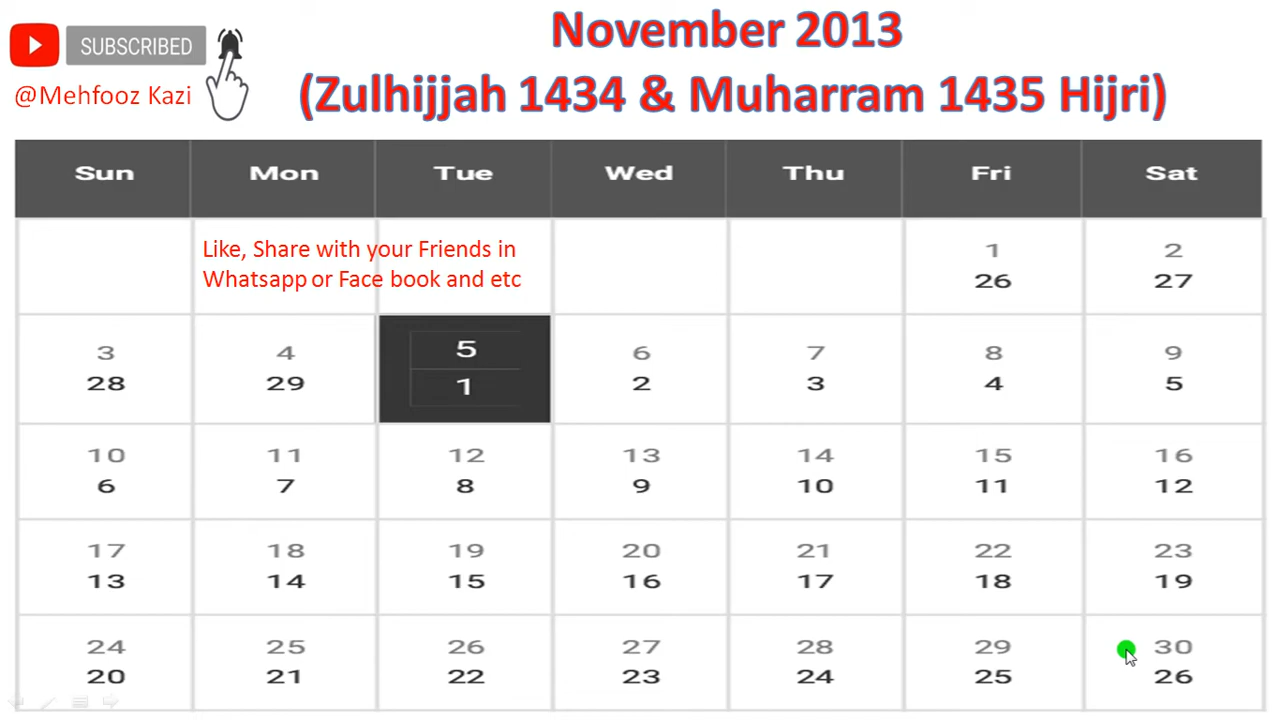 SUBSCRIBED
@Mehfooz Kazi
November 2013
(Zulhijjah 1434 & Muharram 1435 Hijri)
Sun Mon Tue Wed Thu Fri Sat
Like, Share with your Friends in
Whatsapp or Face book and etc
1 2
26 27
3 4 5 6 7 8 9
28 29 1 2 3 4 5
10 11 12 13 14 15 16
6 7 8 9 10 11 12
17 18 19 20 21 22 23
13 14 15 16 17 18 19
24 25 26 27 28 29 30
20 21 22 23 24 25 26